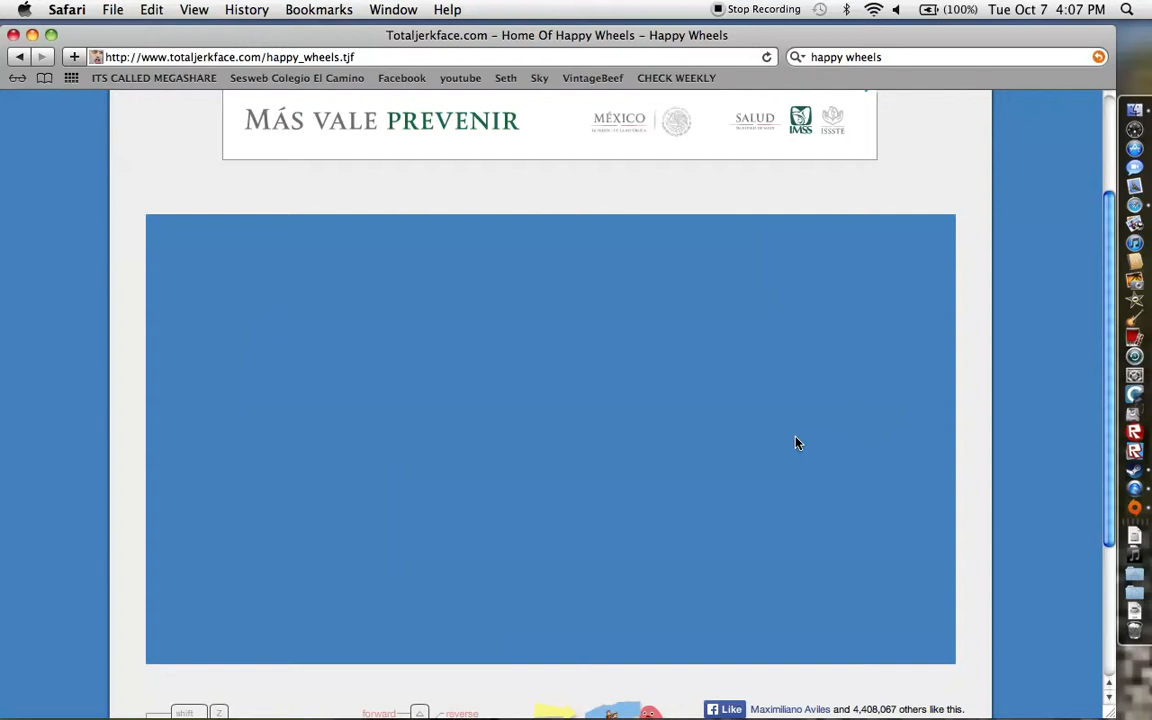 Safari File Edit View History Bookmarks Window Help Stop Recording (100%) Tue Oct 7 4:07 PM
Totaljerkface.com – Home Of Happy Wheels – Happy Wheels
http://www.totaljerkface.com/happy_wheels.tjf happy wheels
ITS CALLED MEGASHARE Sesweb Colegio El Camino Facebook youtube Seth Sky VintageBeef CHECK WEEKLY
MÁS VALE PREVENIR MÉXICO SALUD IMSS ISSSTE
shift Z forward reverse Like Maximiliano Aviles and 4,408,067 others like this.